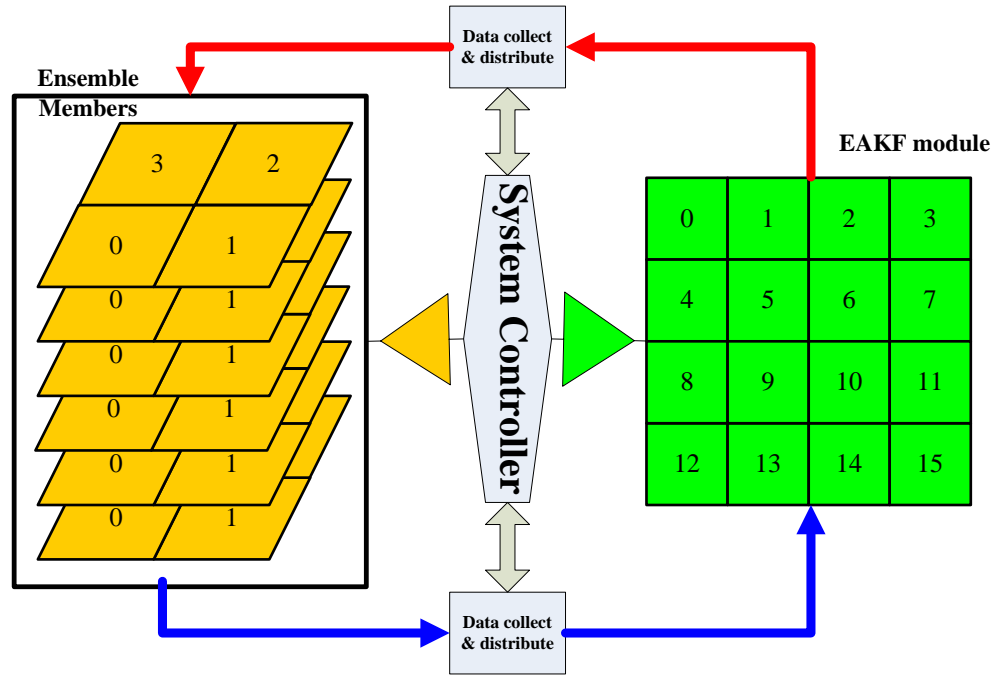 Data collect
& distribute
Ensemble
Members
EAKF module
3 2
0 1
0 1
0 1
0 1
0 1
0 1
System Controller
0 1 2 3
4 5 6 7
8 9 10 11
12 13 14 15
Data collect
& distribute